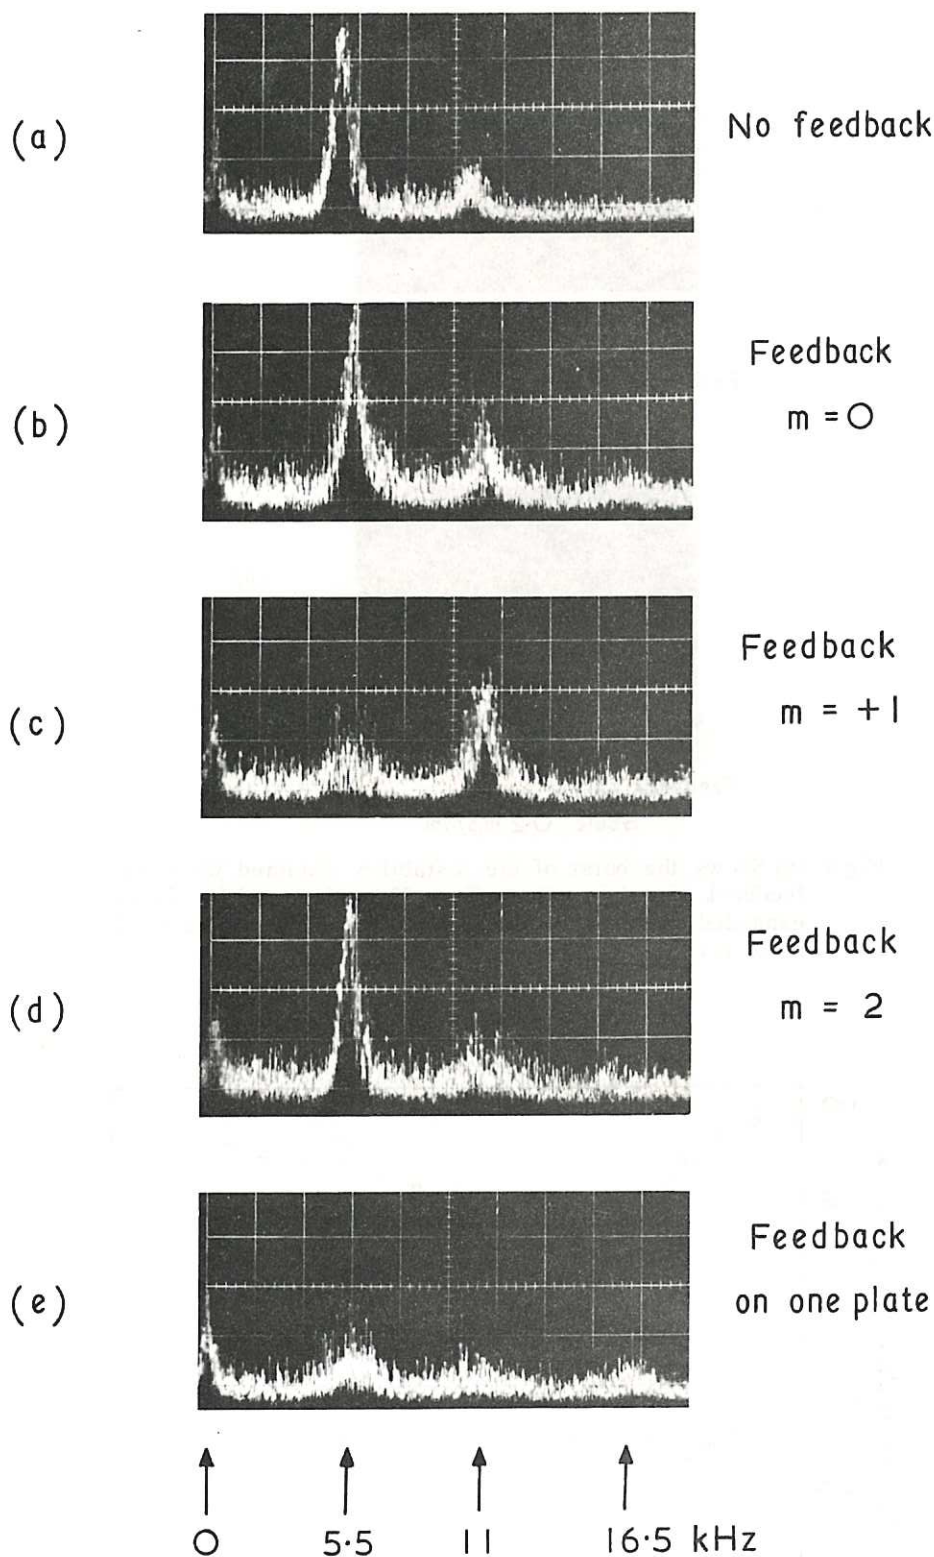 (a)
No feedback
(b)
Feedback
m = 0
(c)
Feedback
m = +1
(d)
Feedback
m = 2
(e)
Feedback
on one plate
0 5·5 11 16·5 kHz